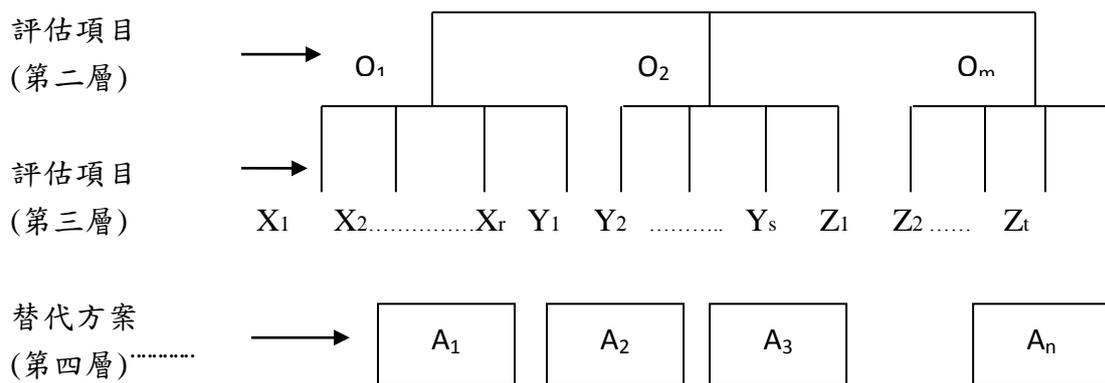 評估項目
(第二層)
O₁ O₂ Oₘ
評估項目
(第三層)
X₁ X₂……………Xᵣ Y₁ Y₂ ……….. Yₛ Z₁ Z₂ …… Zₜ
替代方案
(第四層)…………
A₁ A₂ A₃ Aₙ